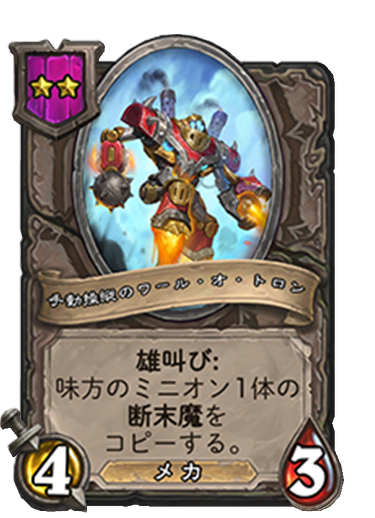 手動操縦のワール・オ・トロン
雄叫び:
味方のミニオン1体の
断末魔を
コピーする。
メカ
4
3